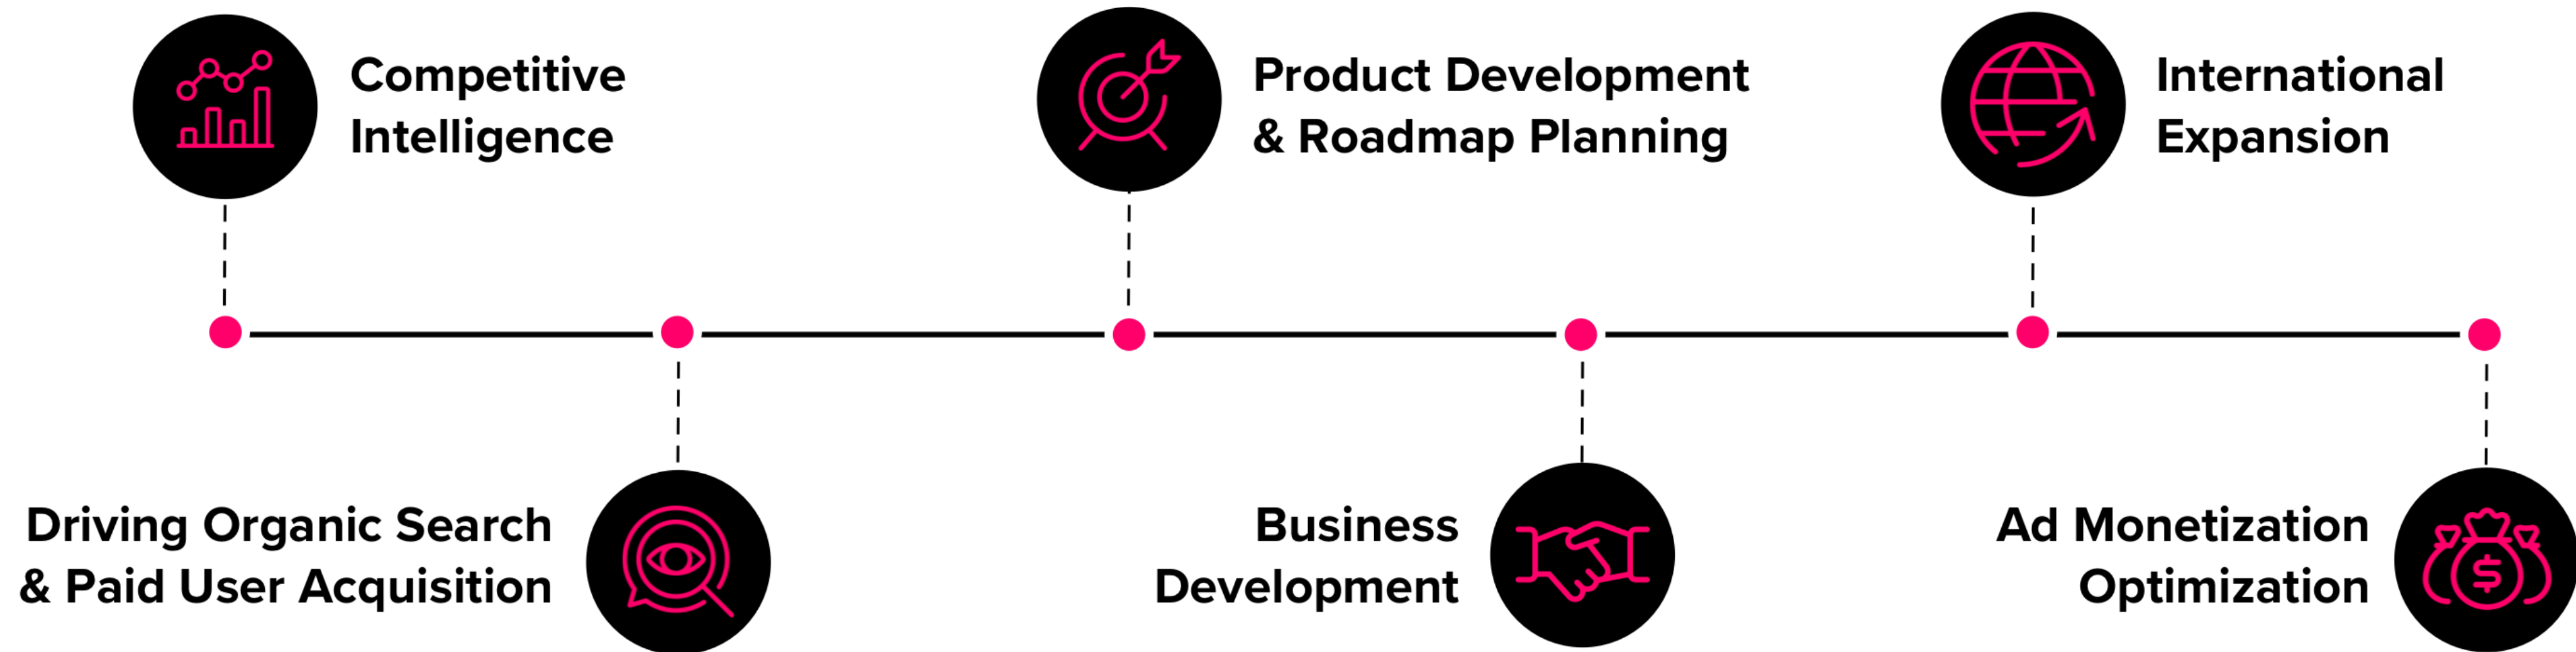 Competitive
Intelligence
Product Development
& Roadmap Planning
International
Expansion
Driving Organic Search
& Paid User Acquisition
Business
Development
Ad Monetization
Optimization
$